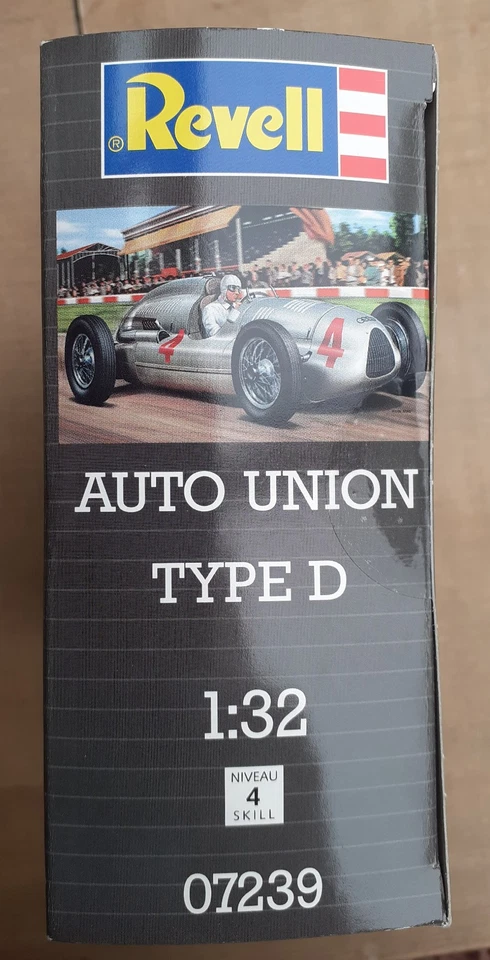 ® Revell
4
4
AUTO UNION
TYPE D
1:32
NIVEAU
4
SKILL
07239